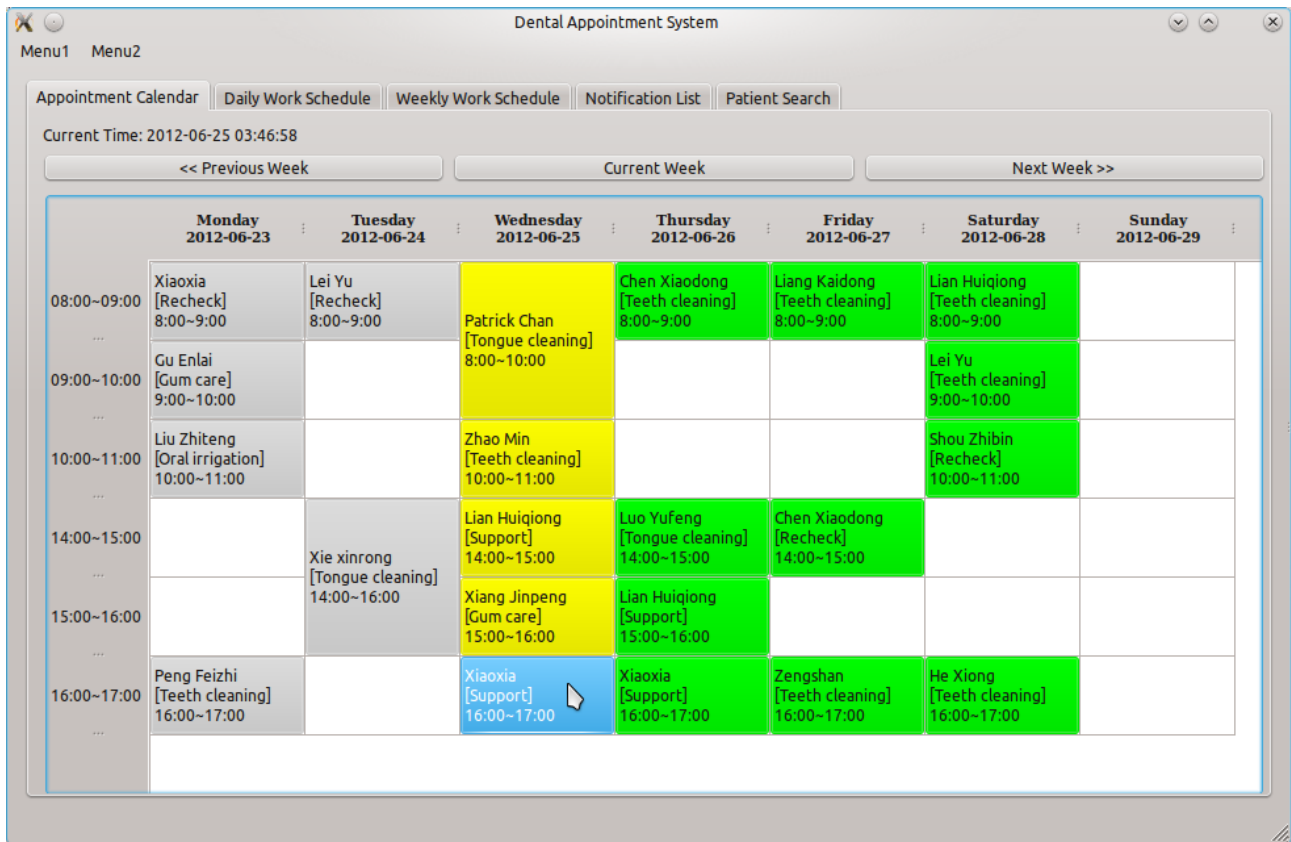 Dental Appointment System
Menu1 Menu2
Appointment Calendar Daily Work Schedule Weekly Work Schedule Notification List Patient Search
Current Time: 2012-06-25 03:46:58
<< Previous Week Current Week Next Week >>
Monday Tuesday Wednesday Thursday Friday Saturday Sunday
2012-06-23 2012-06-24 2012-06-25 2012-06-26 2012-06-27 2012-06-28 2012-06-29
08:00~09:00
...
Xiaoxia
[Recheck]
8:00~9:00
Lei Yu
[Recheck]
8:00~9:00
Patrick Chan
[Tongue cleaning]
8:00~10:00
Chen Xiaodong
[Teeth cleaning]
8:00~9:00
Liang Kaidong
[Teeth cleaning]
8:00~9:00
Lian Huiqiong
[Teeth cleaning]
8:00~9:00
09:00~10:00
...
Gu Enlai
[Gum care]
9:00~10:00
Lei Yu
[Teeth cleaning]
9:00~10:00
10:00~11:00
...
Liu Zhiteng
[Oral irrigation]
10:00~11:00
Zhao Min
[Teeth cleaning]
10:00~11:00
Shou Zhibin
[Recheck]
10:00~11:00
14:00~15:00
...
Xie xinrong
[Tongue cleaning]
14:00~16:00
Lian Huiqiong
[Support]
14:00~15:00
Luo Yufeng
[Tongue cleaning]
14:00~15:00
Chen Xiaodong
[Recheck]
14:00~15:00
15:00~16:00
...
Xiang Jinpeng
[Gum care]
15:00~16:00
Lian Huiqiong
[Support]
15:00~16:00
16:00~17:00
...
Peng Feizhi
[Teeth cleaning]
16:00~17:00
Xiaoxia
[Support]
16:00~17:00
Xiaoxia
[Support]
16:00~17:00
Zengshan
[Teeth cleaning]
16:00~17:00
He Xiong
[Teeth cleaning]
16:00~17:00